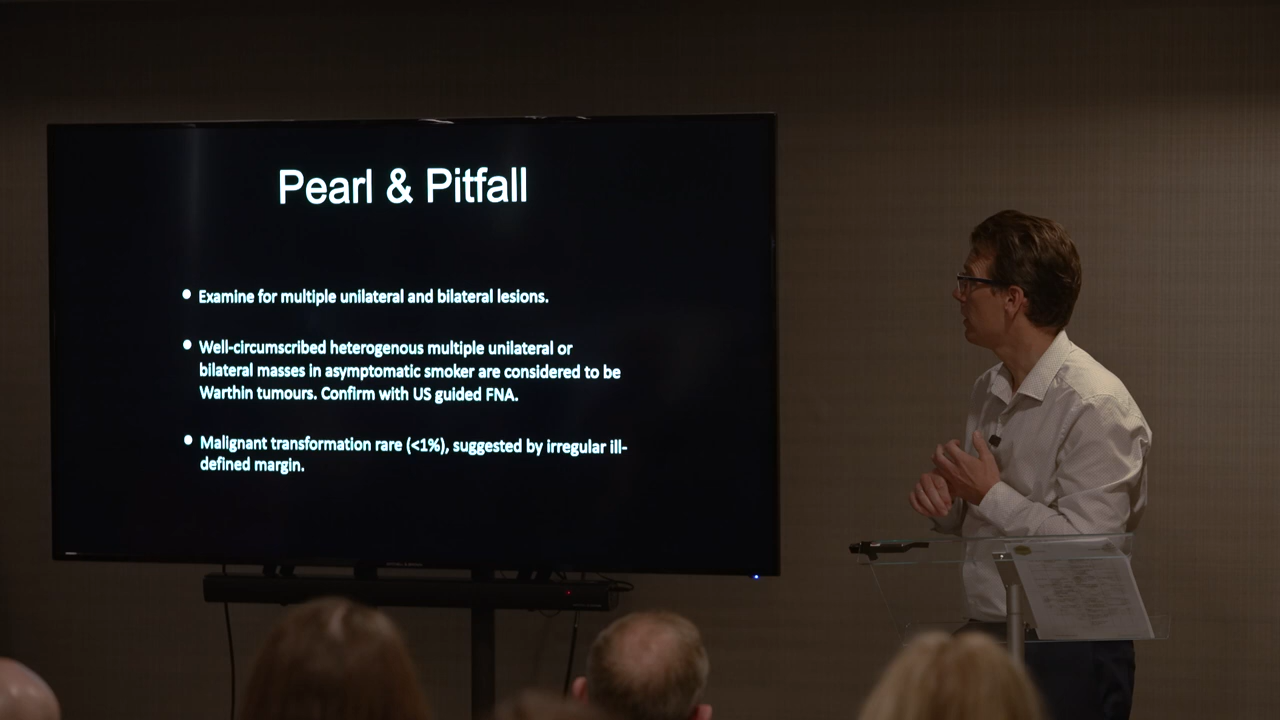 Pearl & Pitfall
• Examine for multiple unilateral and bilateral lesions.
• Well-circumscribed heterogenous multiple unilateral or
bilateral masses in asymptomatic smoker are considered to be
Warthin tumours. Confirm with US guided FNA.
• Malignant transformation rare (<1%), suggested by irregular ill-
defined margin.